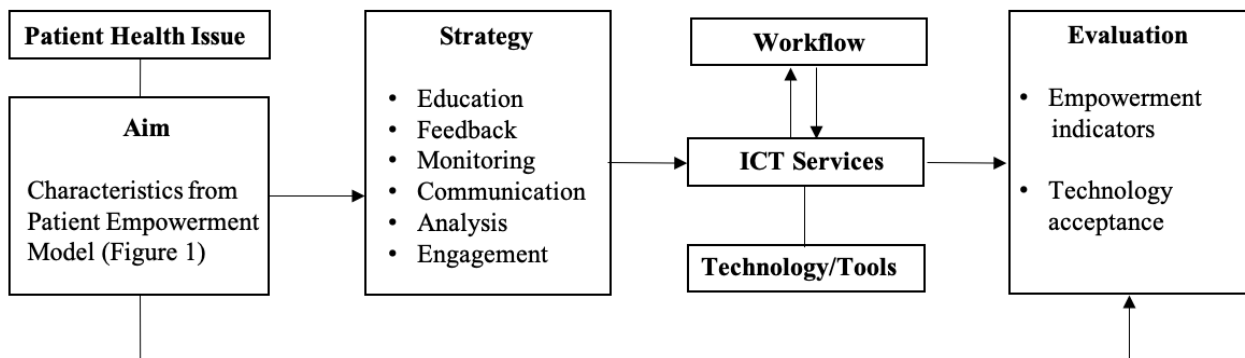 Patient Health Issue
Aim
Characteristics from
Patient Empowerment
Model (Figure 1)
Strategy
• Education
• Feedback
• Monitoring
• Communication
• Analysis
• Engagement
Workflow
ICT Services
Technology/Tools
Evaluation
• Empowerment
indicators
• Technology
acceptance